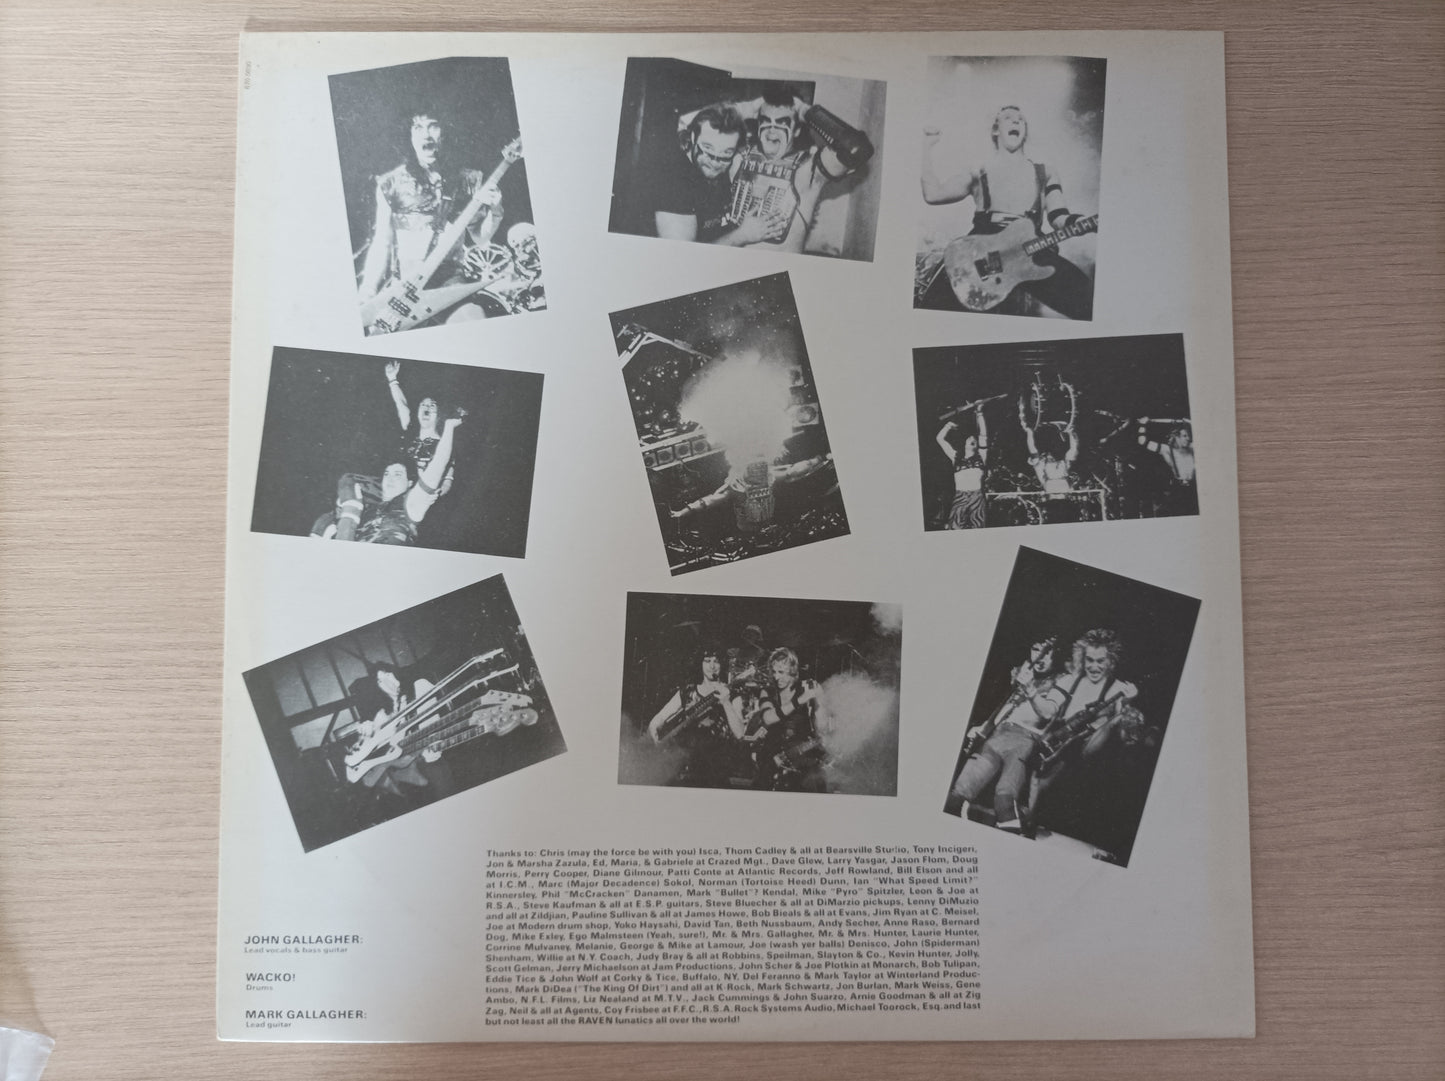 670 9690
Thanks to: Chris (may the force be with you) Isca, Thom Cadley & all at Bearsville Studio, Tony Incigeri,
Jon & Marsha Zazula, Ed, Maria, & Gabriele at Crazed Mgt., Dave Glew, Larry Yasgar, Jason Flom, Doug
Morris, Perry Cooper, Diane Gilmour, Patti Conte at Atlantic Records, Jeff Rowland, Bill Elson and all
at I.C.M., Marc (Major Decadence) Sokol, Norman (Tortoise Heed) Dunn, Ian "What Speed Limit?"
Kinnersley, Phil "McCracken" Danamen, Mark "Bullet"? Kendal, Mike "Pyro" Spitzler, Leon & Joe at
R.S.A., Steve Kaufman & all at E.S.P. guitars, Steve Bluecher & all at DiMarzio pickups, Lenny DiMuzio
and all at Zildjian, Pauline Sullivan & all at James Howe, Bob Bieals & all at Evans, Jim Ryan at C. Meisel,
Joe at Modern drum shop, Yoko Haysahi, David Tan, Beth Nussbaum, Andy Secher, Anne Raso, Bernard
Dog, Mike Exley, Ego Malmsteen (Yeah, sure!), Mr. & Mrs. Gallagher, Mr. & Mrs. Hunter, Laurie Hunter,
Corrine Mulvaney, Melanie, George & Mike at Lamour, Joe (wash yer balls) Denisco, John (Spiderman)
Shenham, Willie at N.Y. Coach, Judy Bray & all at Robbins, Speilman, Slayton & Co., Kevin Hunter, Jolly,
Scott Gelman, Jerry Michaelson at Jam Productions, John Scher & Joe Plotkin at Monarch, Bob Tulipan,
Eddie Tice & John Wolf at Corky & Tice, Buffalo, NY. Del Feranno & Mark Taylor at Winterland Produc-
tions, Mark DiDea ("The King Of Dirt") and all at K-Rock, Mark Schwartz, Jon Burlan, Mark Weiss, Gene
Ambo, N.F.L. Films, Liz Nealand at M.T.V., Jack Cummings & John Suarzo, Arnie Goodman & all at Zig
Zag, Neil & all at Agents, Coy Frisbee at F.F.C., R.S.A. Rock Systems Audio, Michael Toorock, Esq. and last
but not least all the RAVEN lunatics all over the world!
JOHN GALLAGHER:
Lead vocals & bass guitar
WACKO!
Drums
MARK GALLAGHER:
Lead guitar